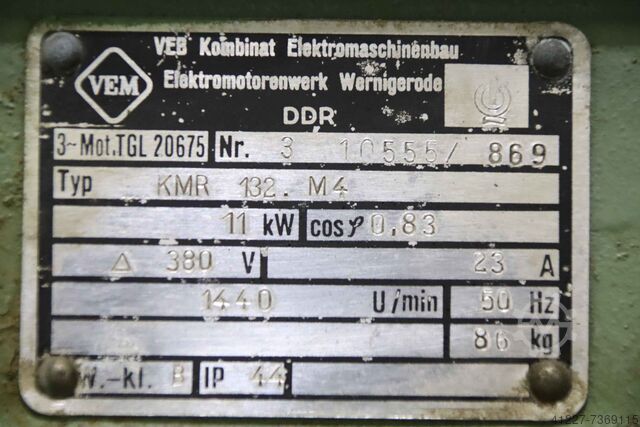 VEM
VEB Kombinat Elektromaschinenbau
Elektromotorenwerk Wernigerode
DDR
3~Mot.TGL 20675 Nr. 3 10555/ 869
Typ KMR 132. M4
11 kW cos φ 0,83
Δ 380 V 23 A
1440 U/min 50 Hz
86 kg
W.-kl. B IP 44
41227-7369115